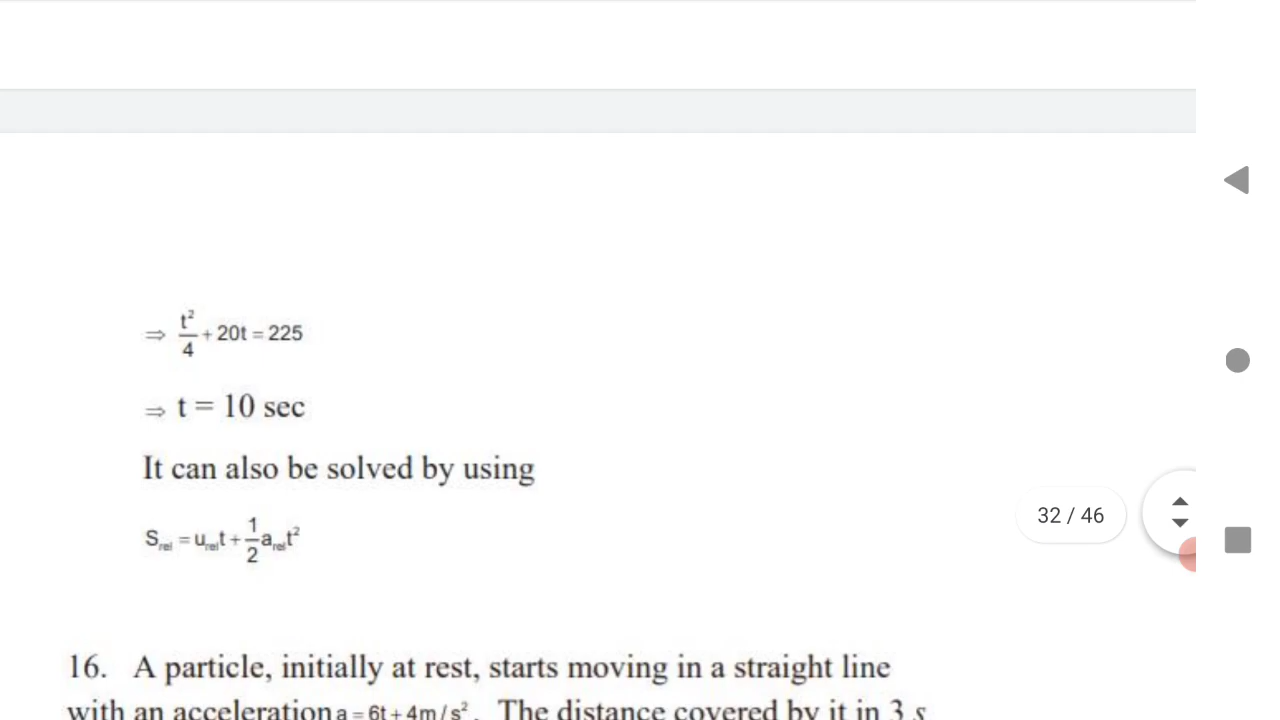 ⇒ t²/4 + 20t = 225
⇒ t = 10 sec
It can also be solved by using
S_rel = u_rel t + 1/2 a_rel t²
32 / 46
16. A particle, initially at rest, starts moving in a straight line
with an acceleration a = 6t + 4m/s². The distance covered by it in 3 s